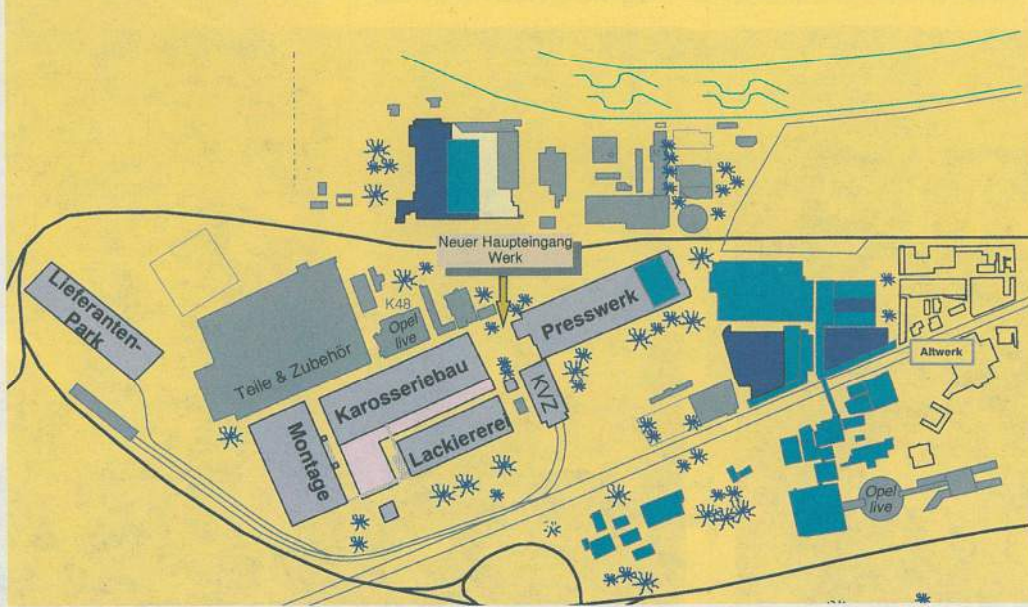 Neuer Haupteingang
Werk
Lieferanten-
Park
K48
Opel
live
Teile & Zubehör
Presswerk
Karosseriebau
KVZ
Altwerk
Montage
Lackiererei
Opel
live